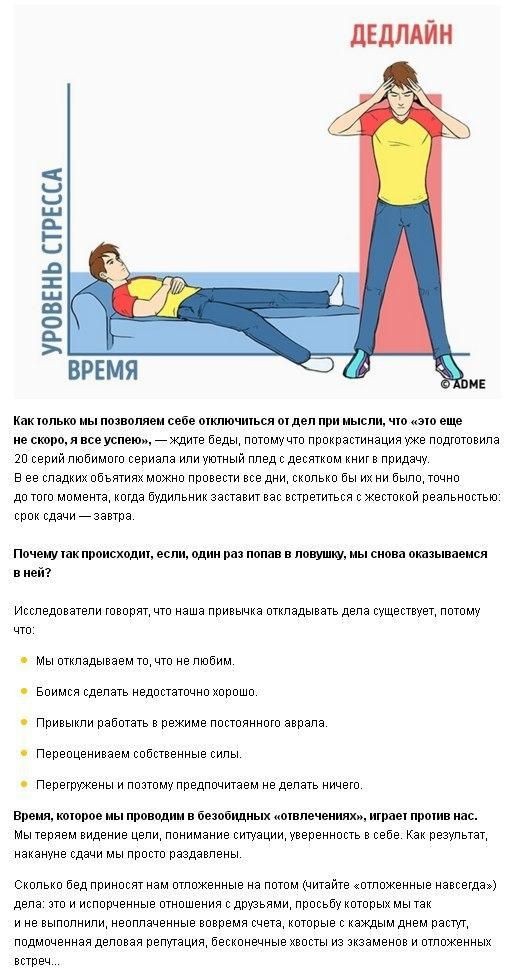 ДЕДЛАЙН
УРОВЕНЬ СТРЕССА
ВРЕМЯ
© ADME
Как только мы позволяем себе отключиться от дел при мысли, что «это еще
не скоро, я все успею», — ждите беды, потому что прокрастинация уже подготовила
20 серий любимого сериала или уютный плед с десятком книг в придачу.
В ее сладких объятиях можно провести все дни, сколько бы их ни было, точно
до того момента, когда будильник заставит вас встретиться с жестокой реальностью:
срок сдачи — завтра.
Почему так происходит, если, один раз попав в ловушку, мы снова оказываемся
в ней?
Исследователи говорят, что наша привычка откладывать дела существует, потому
что:
Мы откладываем то, что не любим.
Боимся сделать недостаточно хорошо.
Привыкли работать в режиме постоянного аврала.
Переоцениваем собственные силы.
Перегружены и поэтому предпочитаем не делать ничего.
Время, которое мы проводим в безобидных «отвлечениях», играет против нас.
Мы теряем видение цели, понимание ситуации, уверенность в себе. Как результат,
накануне сдачи мы просто раздавлены.
Сколько бед приносят нам отложенные на потом (читайте «отложенные навсегда»)
дела: это и испорченные отношения с друзьями, просьбу которых мы так
и не выполнили, неоплаченные вовремя счета, которые с каждым днем растут,
подмоченная деловая репутация, бесконечные хвосты из экзаменов и отложенных
встреч...